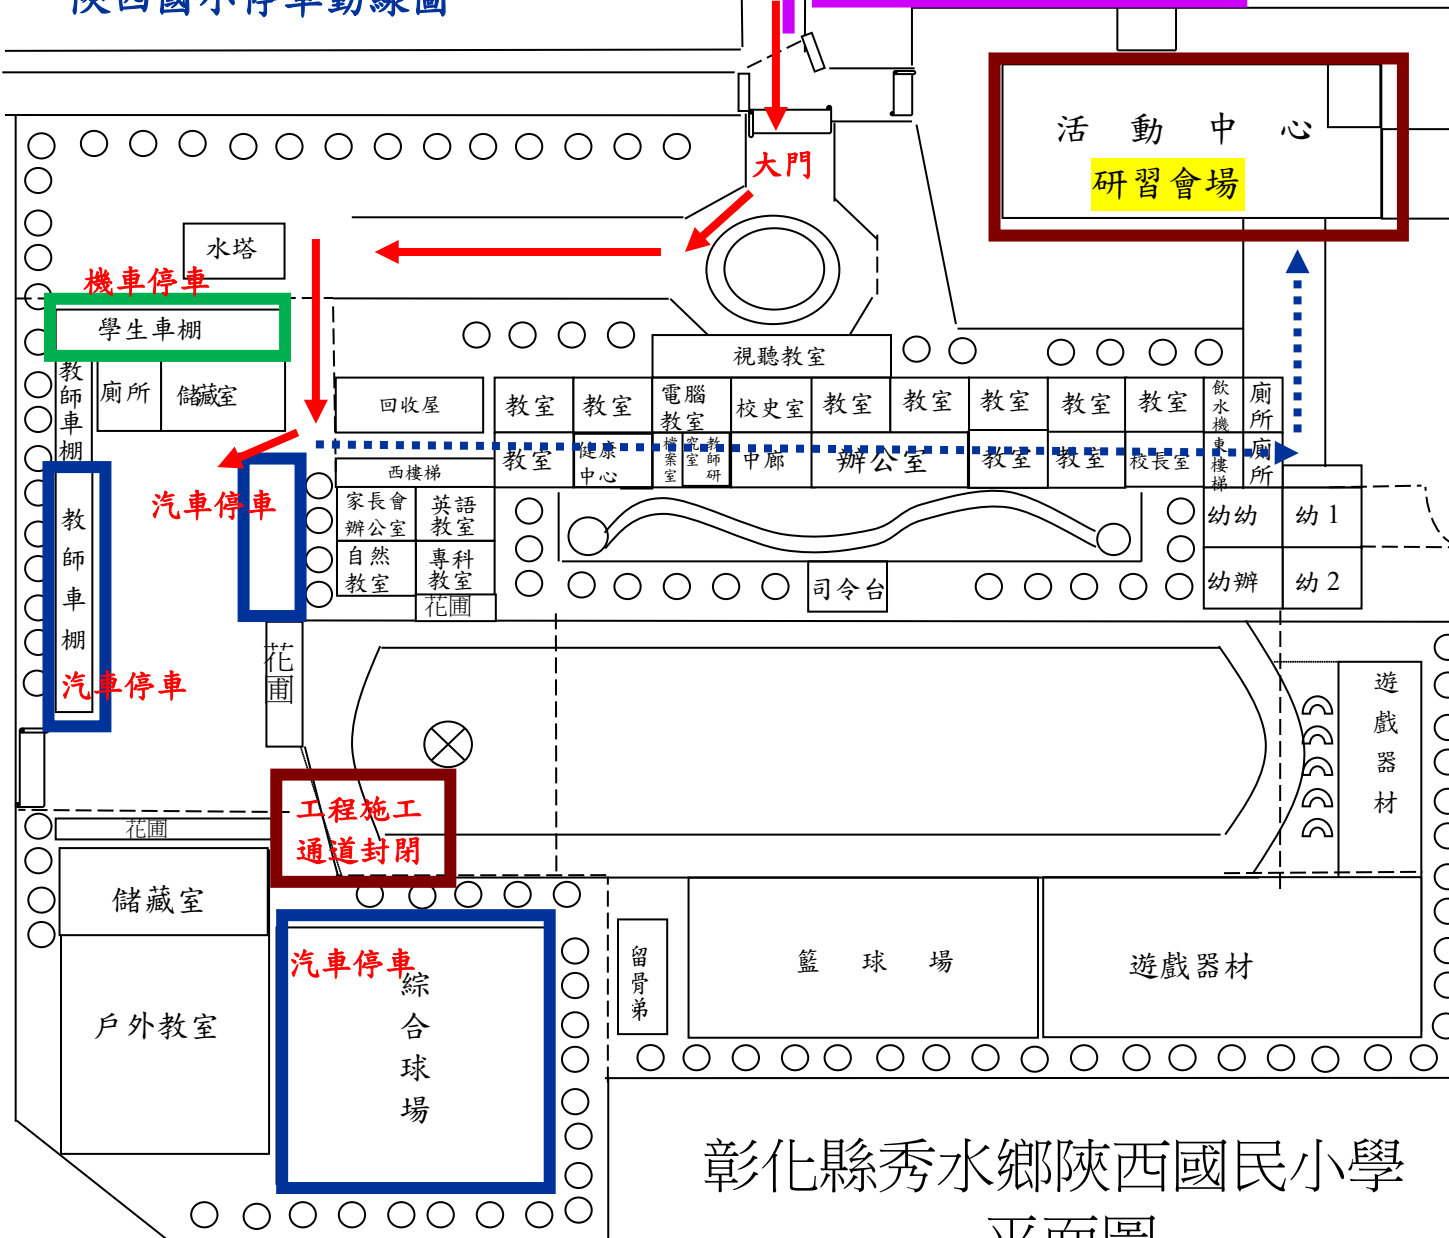 陝西國小停車動線圖
大門
活動中心
研習會場
水塔
機車停車
學生車棚
教師車棚
廁所
儲藏室
視聽教室
回收屋
教室
教室
電腦
教室
校史室
教室
教室
教室
教室
教室
飲水機
廁所
西樓梯
教室
健康
中心
檔案室
教師研
究室
中廊
辦公室
教室
教室
校長室
東樓梯
廁所
汽車停車
家長會
辦公室
英語
教室
自然
教室
專科
教室
花圃
司令台
幼幼
幼1
幼辦
幼2
教師車棚
汽車停車
花圃
遊戲器材
工程施工
通道封閉
花圃
儲藏室
戶外教室
汽車停車
綜合球場
留骨弟
籃球場
遊戲器材
彰化縣秀水鄉陝西國民小學
平面圖